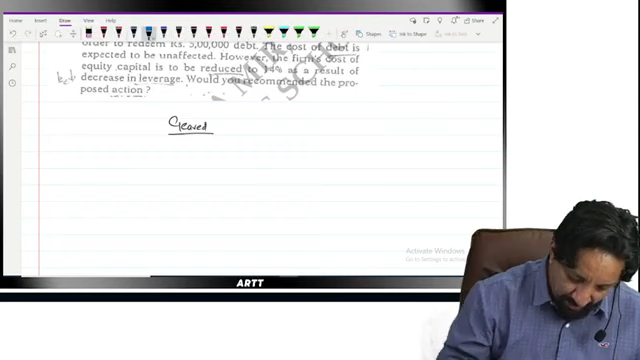 Home Insert Draw View
Shapes Ink to Shape Ink to Math
order to redeem Rs. 5,00,000 debt. The cost of debt is
expected to be unaffected. However, the firm's cost of
equity capital is to be reduced to 14% as a result of
decrease in leverage. Would you recommended the pro-
posed action ?
Geared
Activate Windows
Go to Settings to activate
ARTT